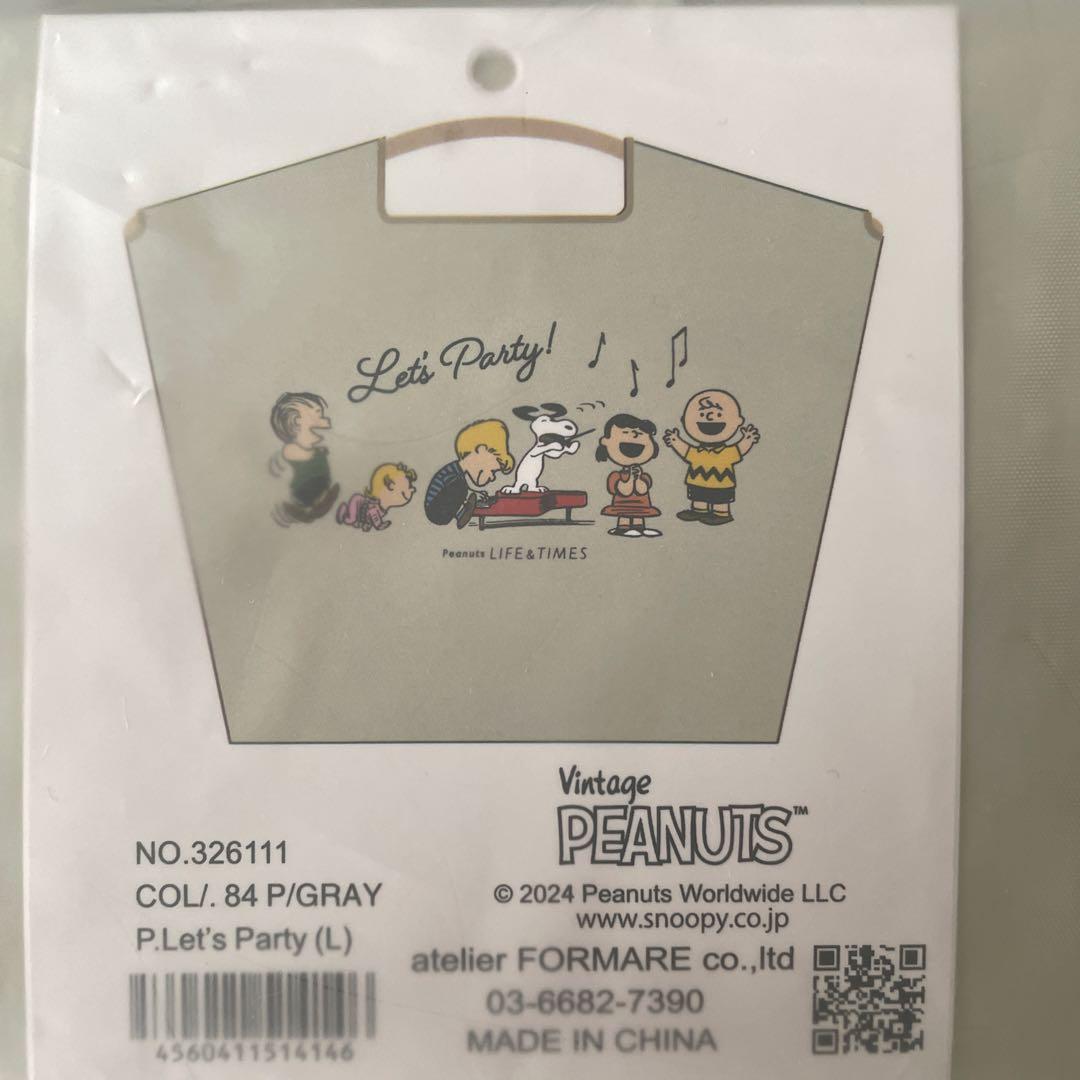 Let's Party!
Peanuts LIFE & TIMES
Vintage
PEANUTS™
NO.326111
COL/. 84 P/GRAY
P.Let's Party (L)
4560411514146
© 2024 Peanuts Worldwide LLC
www.snoopy.co.jp
atelier FORMARE co.,ltd
03-6682-7390
MADE IN CHINA